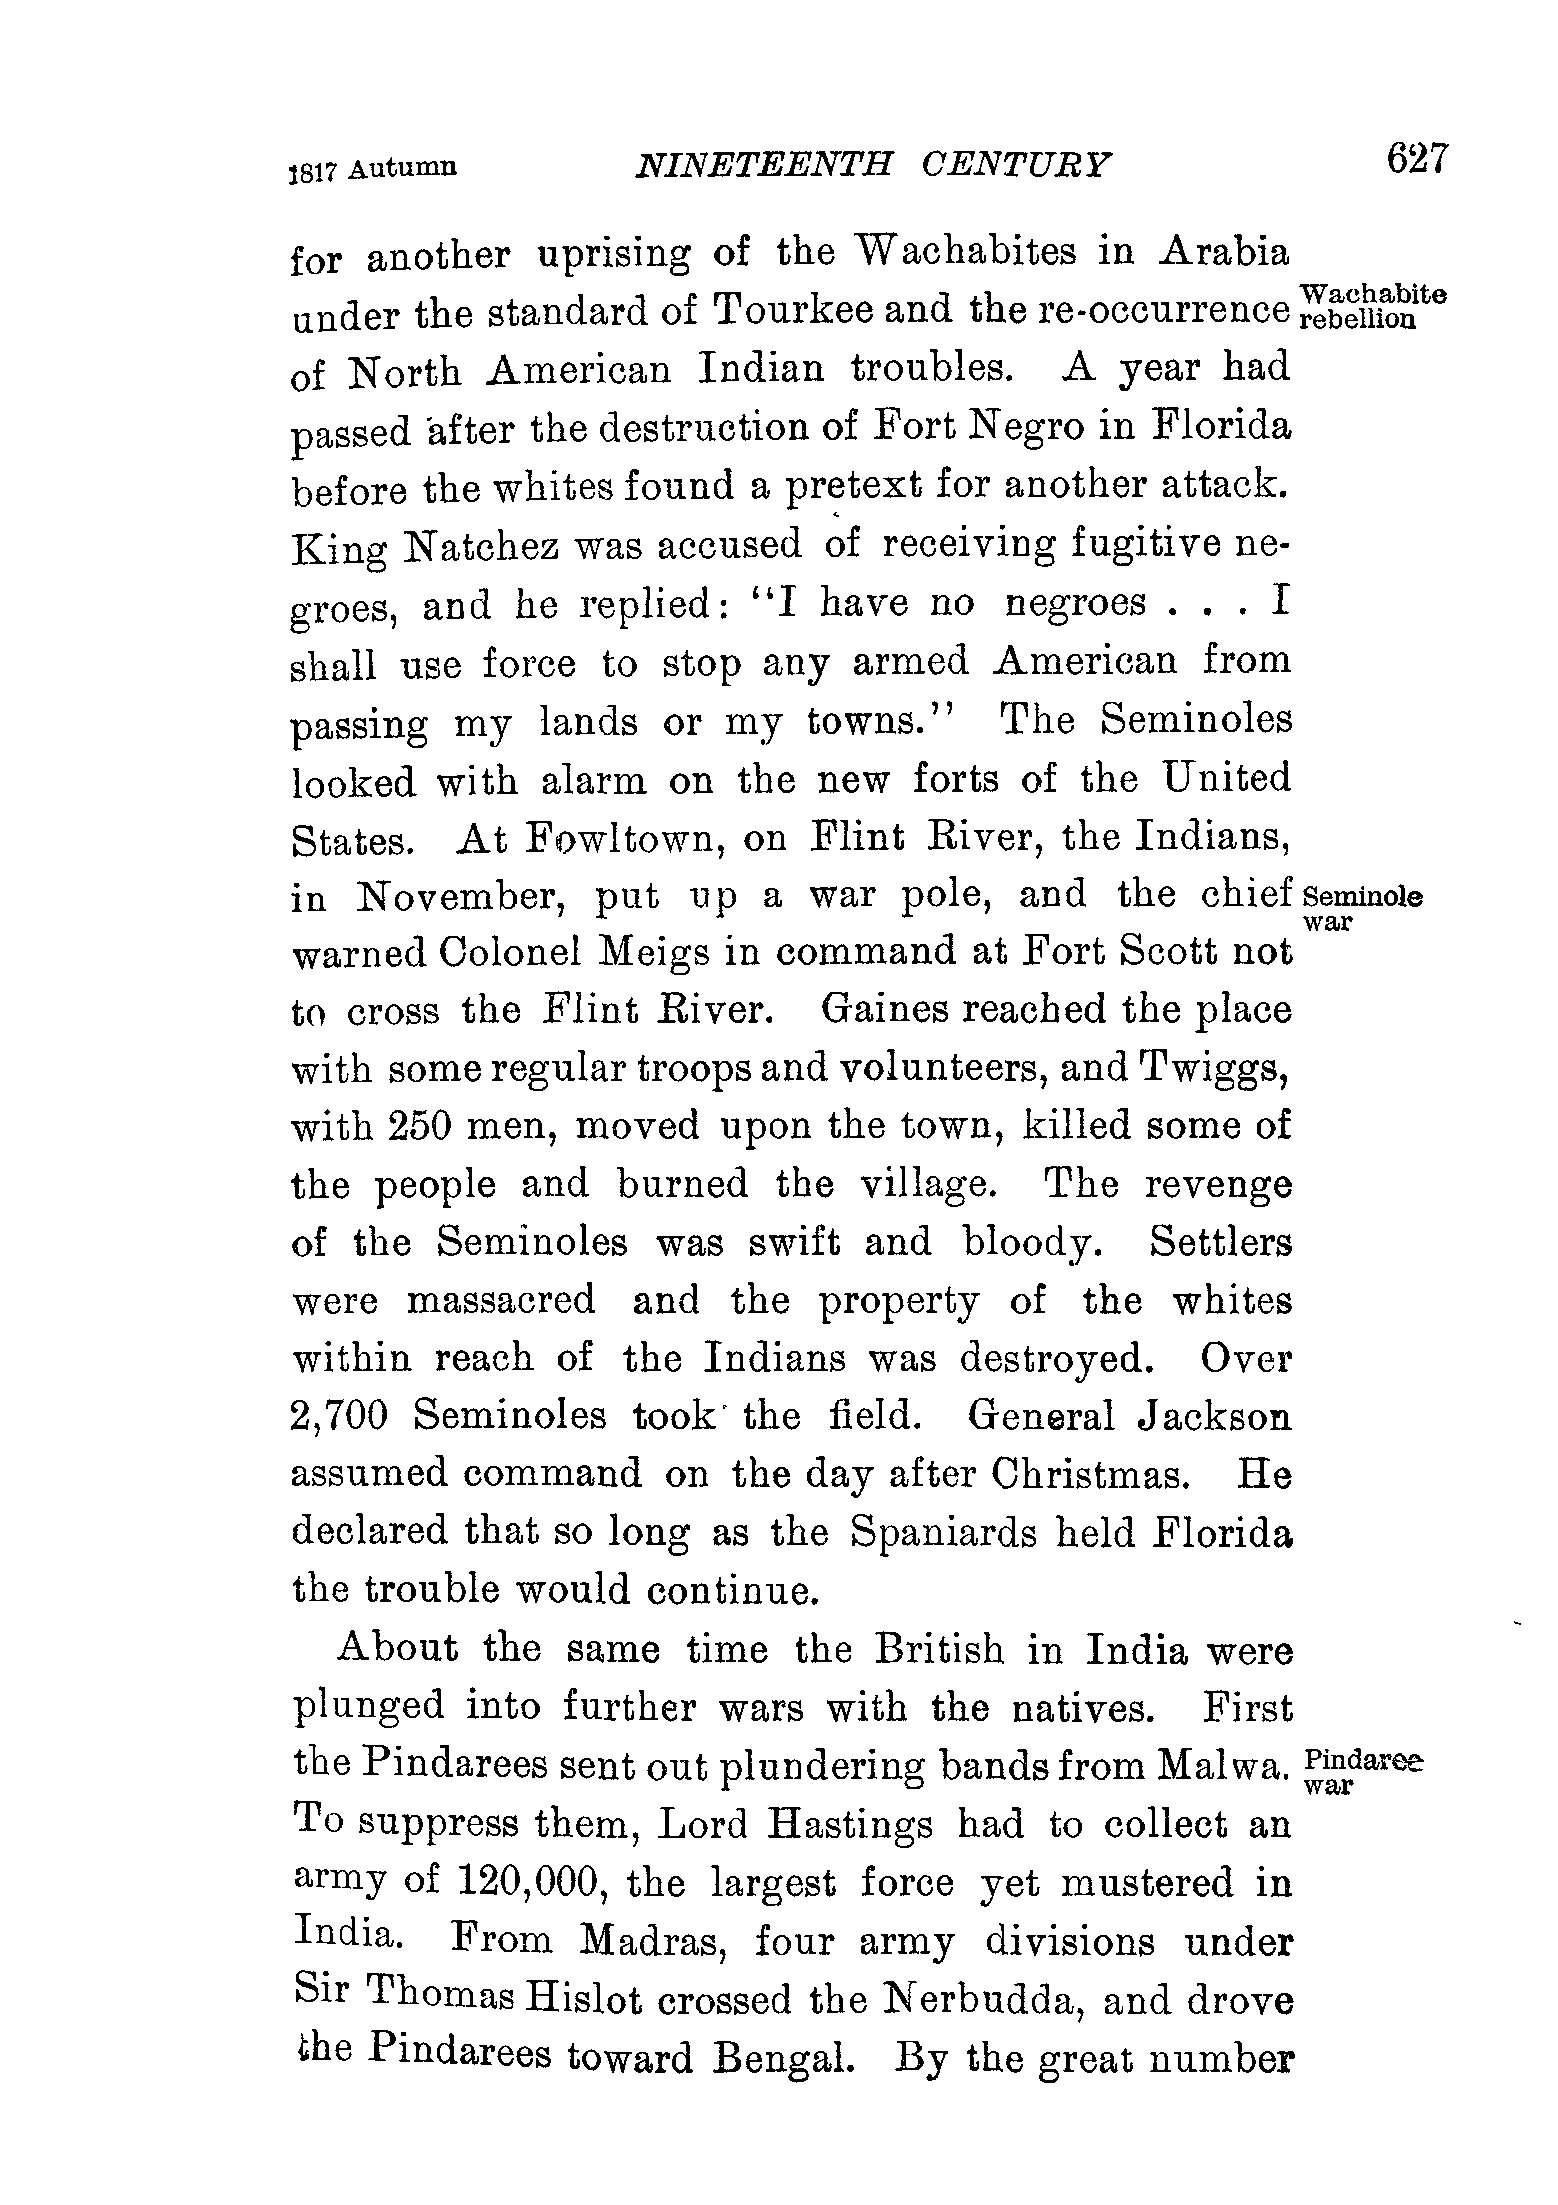 1817 Autumn NINETEENTH CENTURY 627
for another uprising of the Wachabites in Arabia
under the standard of Tourkee and the re-occurrence
Wachabite
rebellion
of North American Indian troubles. A year had
passed after the destruction of Fort Negro in Florida
before the whites found a pretext for another attack.
King Natchez was accused of receiving fugitive ne-
groes, and he replied: "I have no negroes . . . I
shall use force to stop any armed American from
passing my lands or my towns." The Seminoles
looked with alarm on the new forts of the United
States. At Fowltown, on Flint River, the Indians,
in November, put up a war pole, and the chief
Seminole
war
warned Colonel Meigs in command at Fort Scott not
to cross the Flint River. Gaines reached the place
with some regular troops and volunteers, and Twiggs,
with 250 men, moved upon the town, killed some of
the people and burned the village. The revenge
of the Seminoles was swift and bloody. Settlers
were massacred and the property of the whites
within reach of the Indians was destroyed. Over
2,700 Seminoles took the field. General Jackson
assumed command on the day after Christmas. He
declared that so long as the Spaniards held Florida
the trouble would continue.
About the same time the British in India were
plunged into further wars with the natives. First
the Pindarees sent out plundering bands from Malwa.
Pindaree
war
To suppress them, Lord Hastings had to collect an
army of 120,000, the largest force yet mustered in
India. From Madras, four army divisions under
Sir Thomas Hislot crossed the Nerbudda, and drove
the Pindarees toward Bengal. By the great number